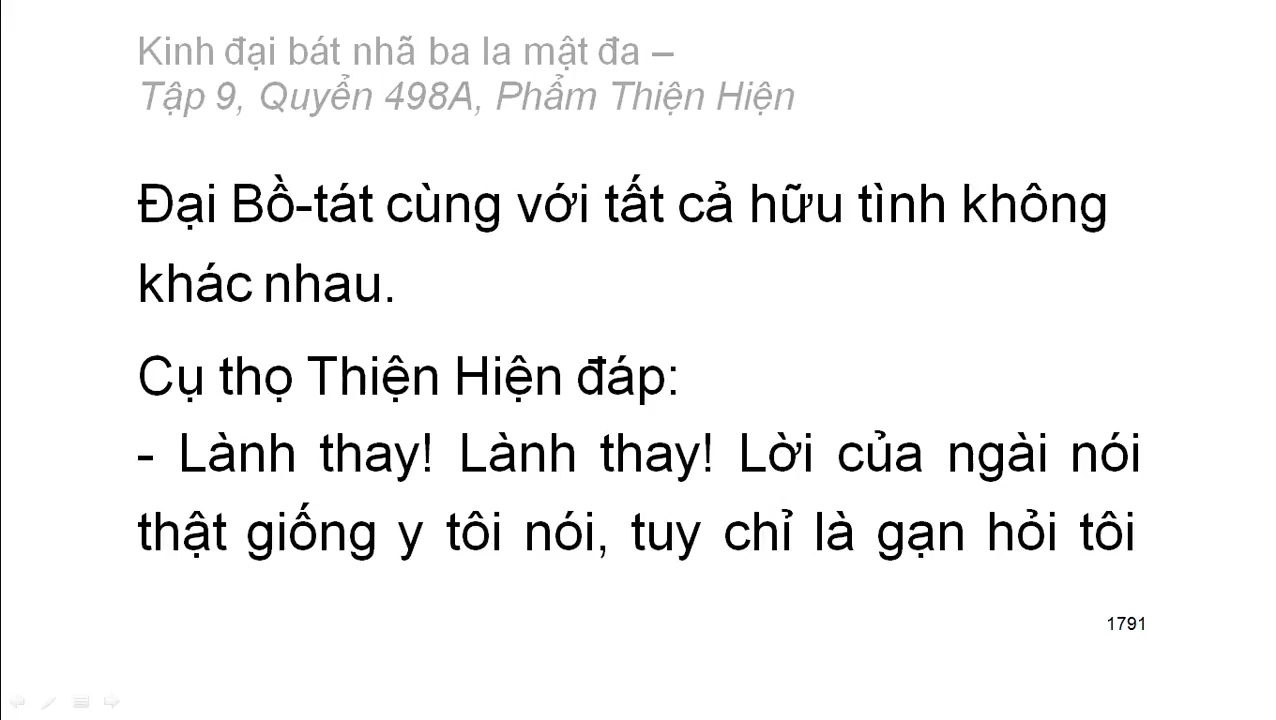 Kinh đại bát nhã ba la mật đa –
Tập 9, Quyển 498A, Phẩm Thiện Hiện
Đại Bồ-tát cùng với tất cả hữu tình không
khác nhau.
Cụ thọ Thiện Hiện đáp:
- Lành thay! Lành thay! Lời của ngài nói
thật giống y tôi nói, tuy chỉ là gạn hỏi tôi
1791